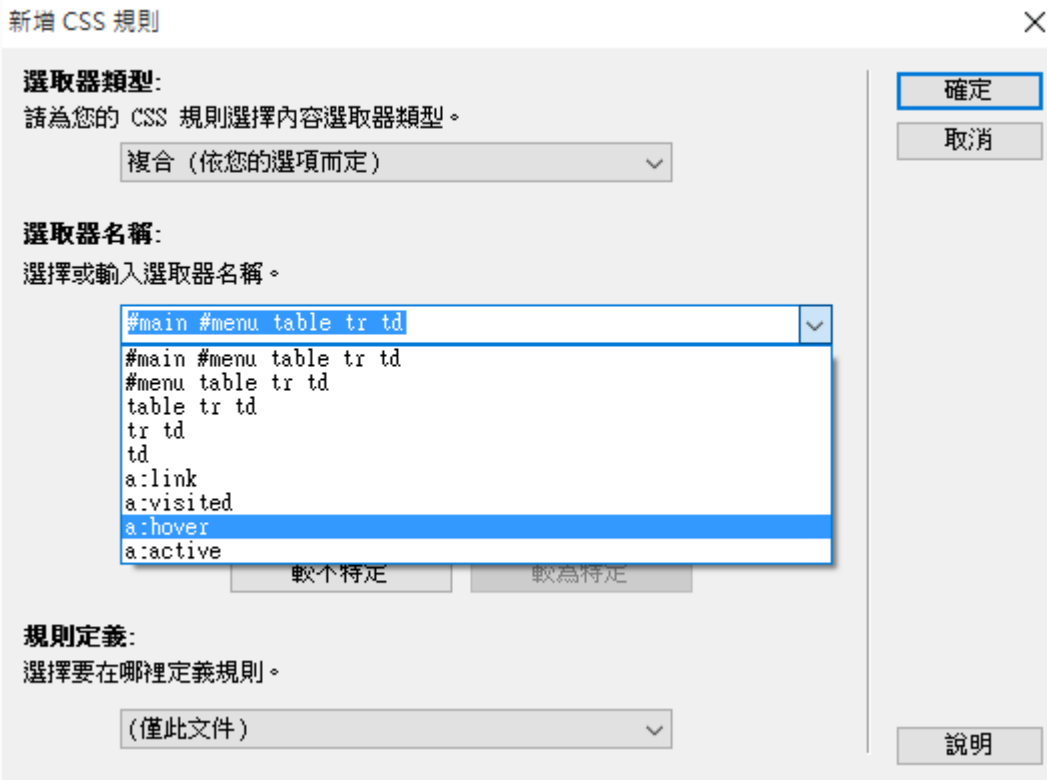 新增 CSS 規則
選取器類型:
請為您的 CSS 規則選擇內容選取器類型。
複合 (依您的選項而定)
選取器名稱:
選擇或輸入選取器名稱。
#main #menu table tr td
#main #menu table tr td
#menu table tr td
table tr td
tr td
td
a:link
a:visited
a:hover
a:active
較不特定
較為特定
規則定義:
選擇要在哪裡定義規則。
(僅此文件)
確定
取消
說明